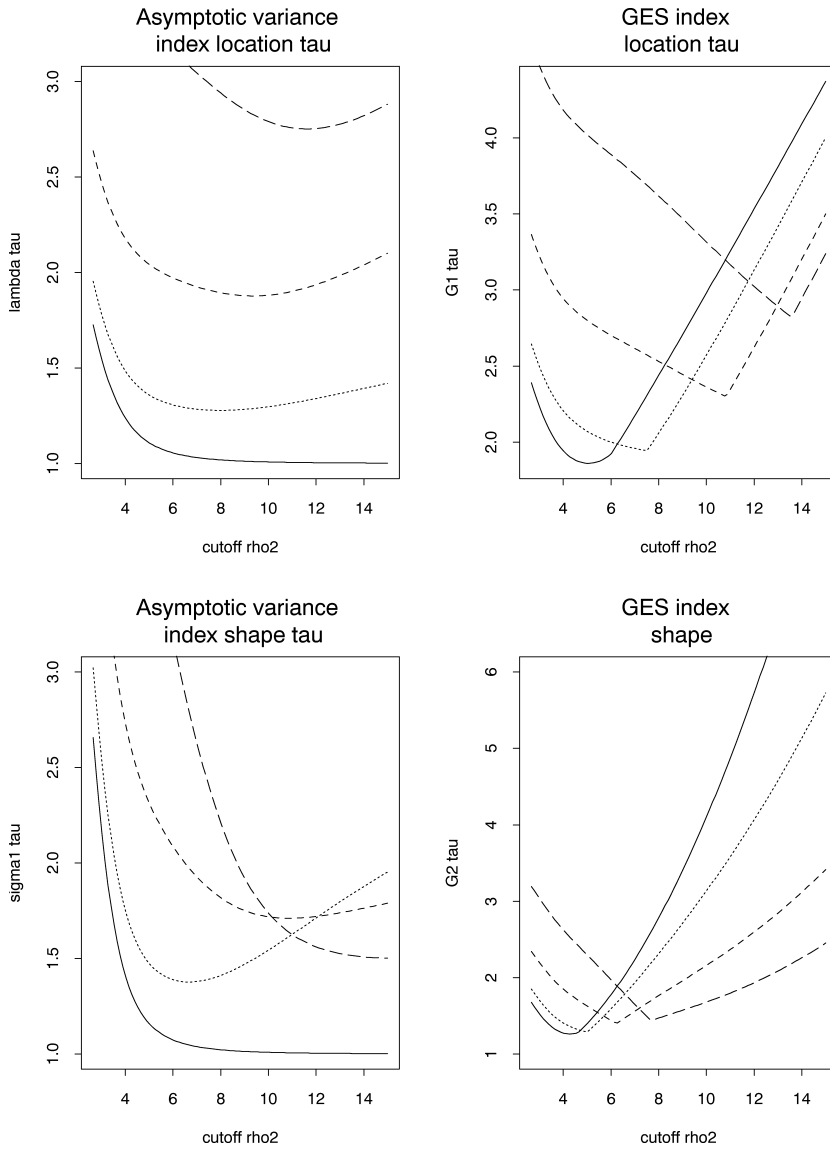 Asymptotic variance
index location tau
lambda tau
3.0
2.5
2.0
1.5
1.0
4 6 8 10 12 14
cutoff rho2
GES index
location tau
G1 tau
4.0
3.5
3.0
2.5
2.0
4 6 8 10 12 14
cutoff rho2
Asymptotic variance
index shape tau
sigma1 tau
3.0
2.5
2.0
1.5
1.0
4 6 8 10 12 14
cutoff rho2
GES index
shape
G2 tau
6
5
4
3
2
1
4 6 8 10 12 14
cutoff rho2